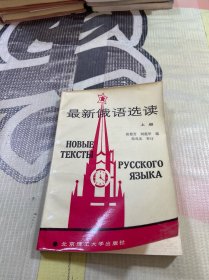 最新俄语选读
上册
编
НОВЫЕ
ТЕКСТЫ
РУССКОГО
ЯЗЫКА
北京理工大学出版社